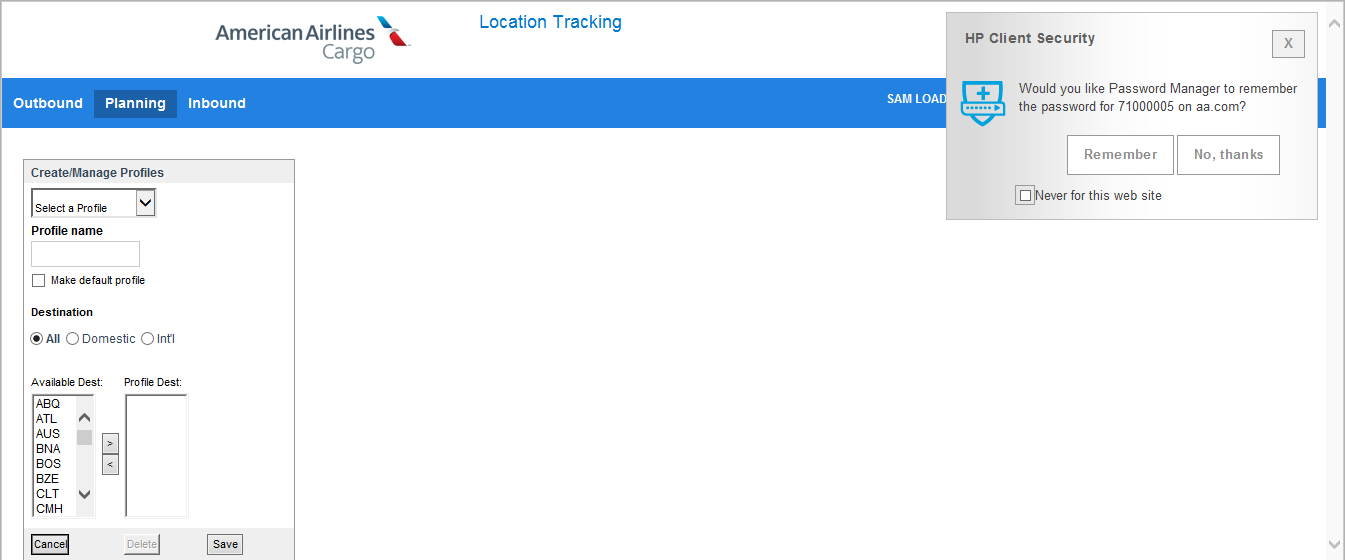 American Airlines
Cargo
Location Tracking
HP Client Security
X
Would you like Password Manager to remember
the password for 71000005 on aa.com?
Remember
No, thanks
Never for this web site
Outbound
Planning
Inbound
SAM LOAD
Create/Manage Profiles
Select a Profile
Profile name
Make default profile
Destination
All
Domestic
Int'l
Available Dest:
Profile Dest:
ABQ
ATL
AUS
BNA
BOS
BZE
CLT
CMH
>
<
Cancel
Delete
Save